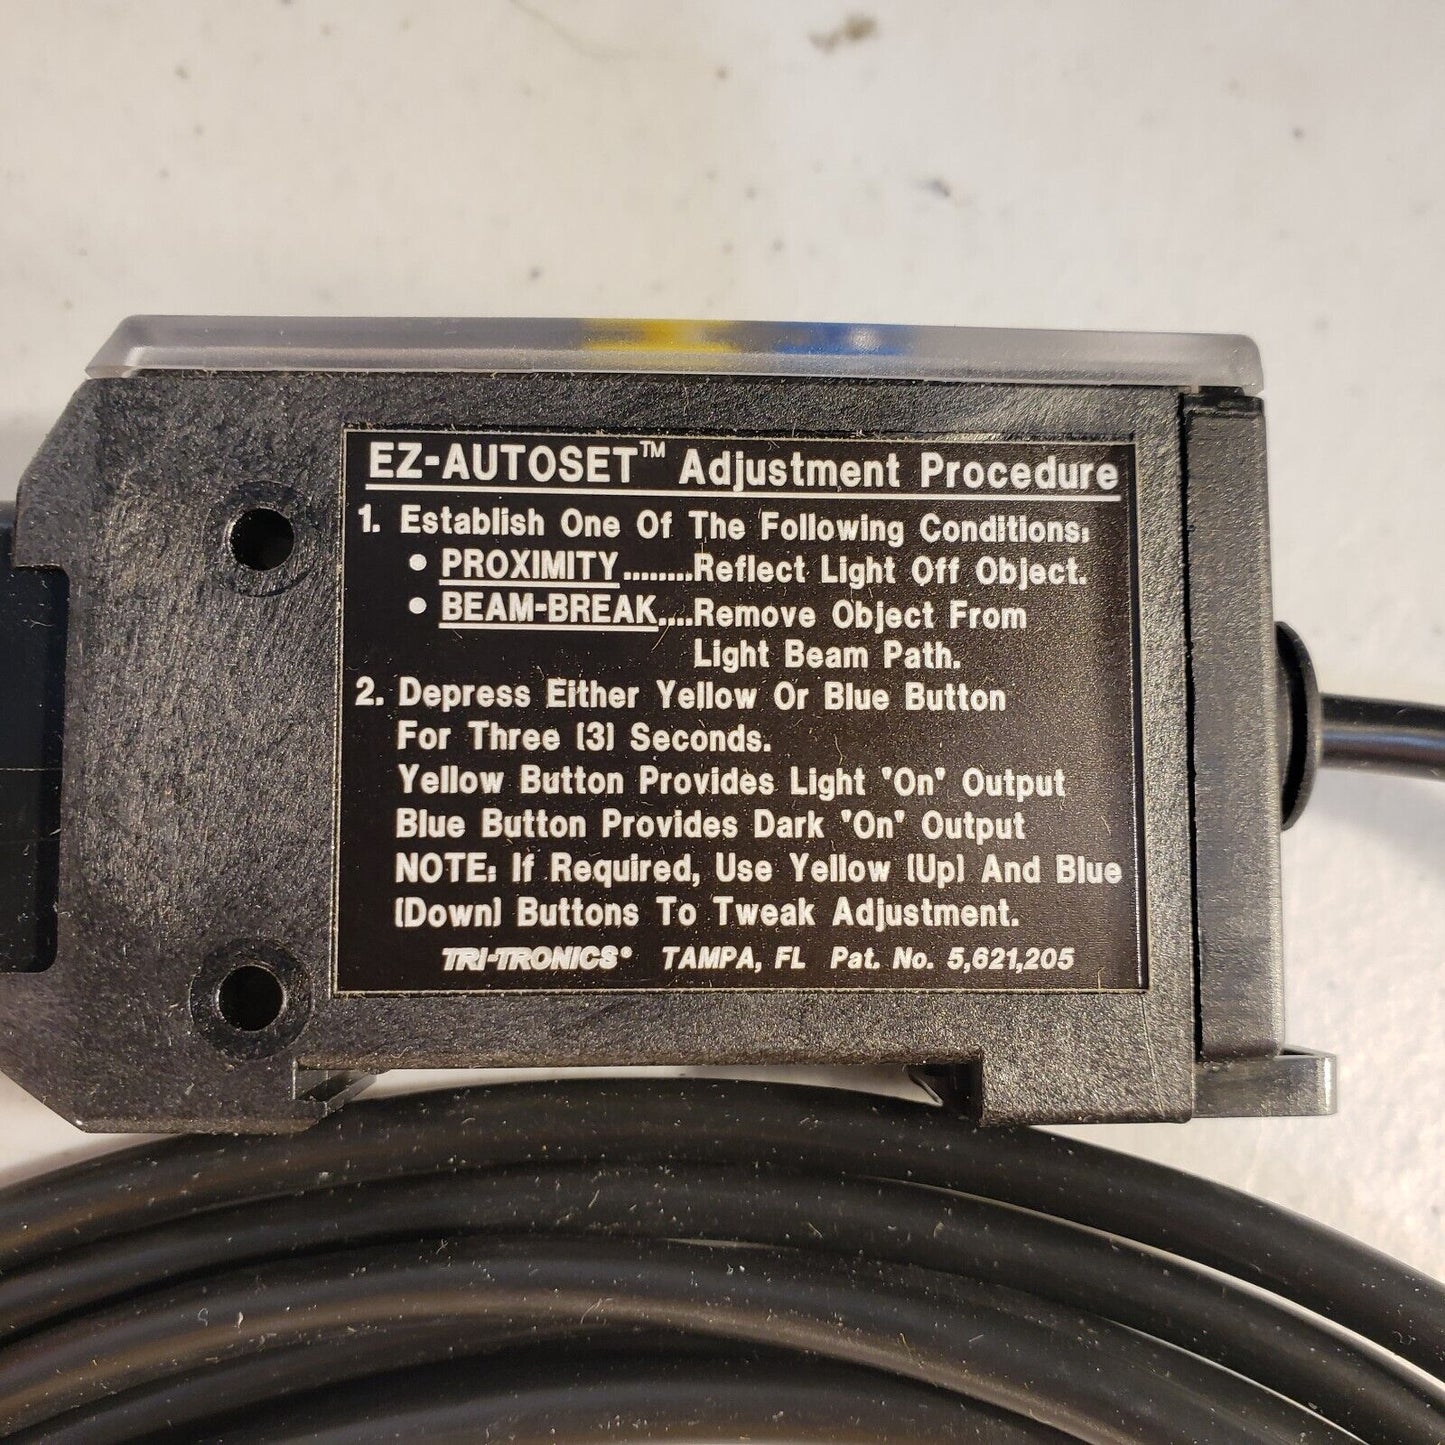 EZ-AUTOSET™ Adjustment Procedure
1. Establish One Of The Following Conditions:
• PROXIMITY........Reflect Light Off Object.
• BEAM-BREAK....Remove Object From
Light Beam Path.
2. Depress Either Yellow Or Blue Button
For Three (3) Seconds.
Yellow Button Provides Light "On" Output
Blue Button Provides Dark "On" Output
NOTE: If Required, Use Yellow (Up) And Blue
(Down) Buttons To Tweak Adjustment.
TRI-TRONICS® TAMPA, FL Pat. No. 5,621,205